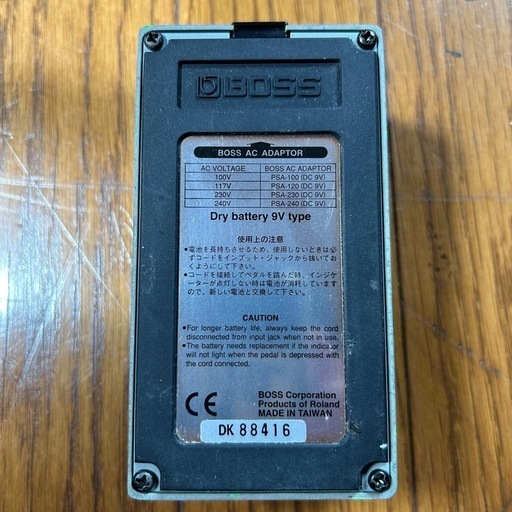 BOSS
BOSS AC ADAPTOR
AC VOLTAGE BOSS AC ADAPTOR
100V PSA-100 (DC 9V)
117V PSA-120 (DC 9V)
230V PSA-230 (DC 9V)
240V PSA-240 (DC 9V)
Dry battery 9V type
使用上の注意
●電池を長持ちさせるため、使用しないときは必
ずコードをインプット・ジャックから抜いてお
くようにして下さい。
●コードを接続してペダルを踏んだ時、インジケ
ーターが点灯しない時は電池が消耗しています
ので、新しい電池と交換して下さい。
CAUTION
●For longer battery life, always keep the cord
disconnected from input jack when not in use.
●The battery needs replacement if the indicator
will not light when the pedal is depressed with
the cord connected.
CE
BOSS Corporation
Products of Roland
MADE IN TAIWAN
DK 88416